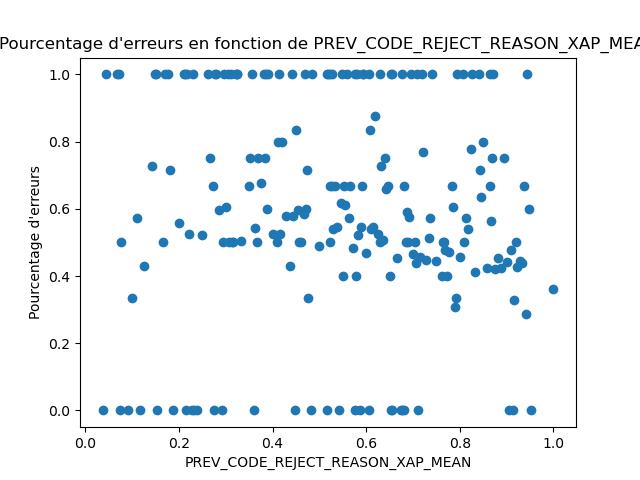 Pourcentage d'erreurs en fonction de PREV_CODE_REJECT_REASON_XAP_MEA
1.0
0.8
0.6
0.4
0.2
0.0
Pourcentage d'erreurs
0.0 0.2 0.4 0.6 0.8 1.0
PREV_CODE_REJECT_REASON_XAP_MEAN